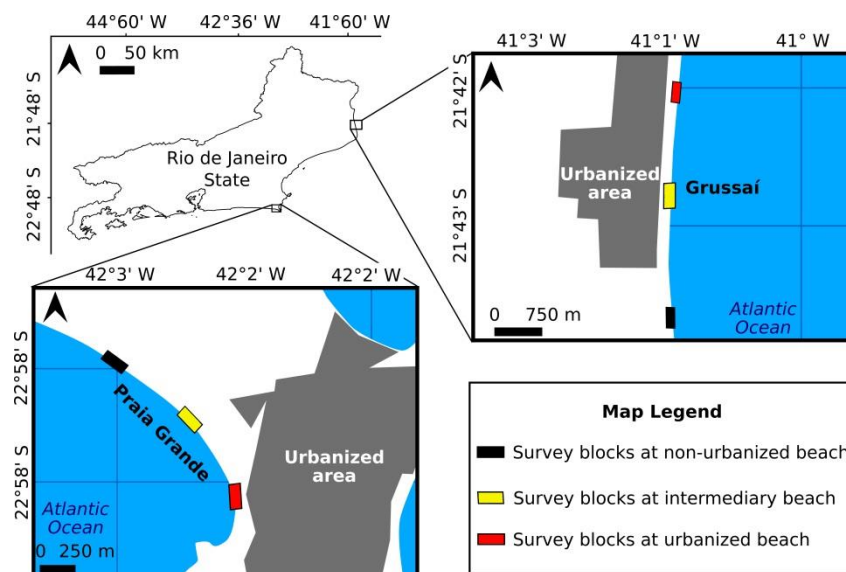 44°60' W 42°36' W 41°60' W
0 50 km
21°48' S
22°48' S
Rio de Janeiro
State
41°3' W 41°1' W 41° W
21°42' S
21°43' S
Urbanized
area
Grussaí
0 750 m
Atlantic
Ocean
42°3' W 42°2' W 42°2' W
22°58' S
22°58' S
Praia Grande
Urbanized
area
Atlantic
Ocean
0 250 m
Map Legend
Survey blocks at non-urbanized beach
Survey blocks at intermediary beach
Survey blocks at urbanized beach